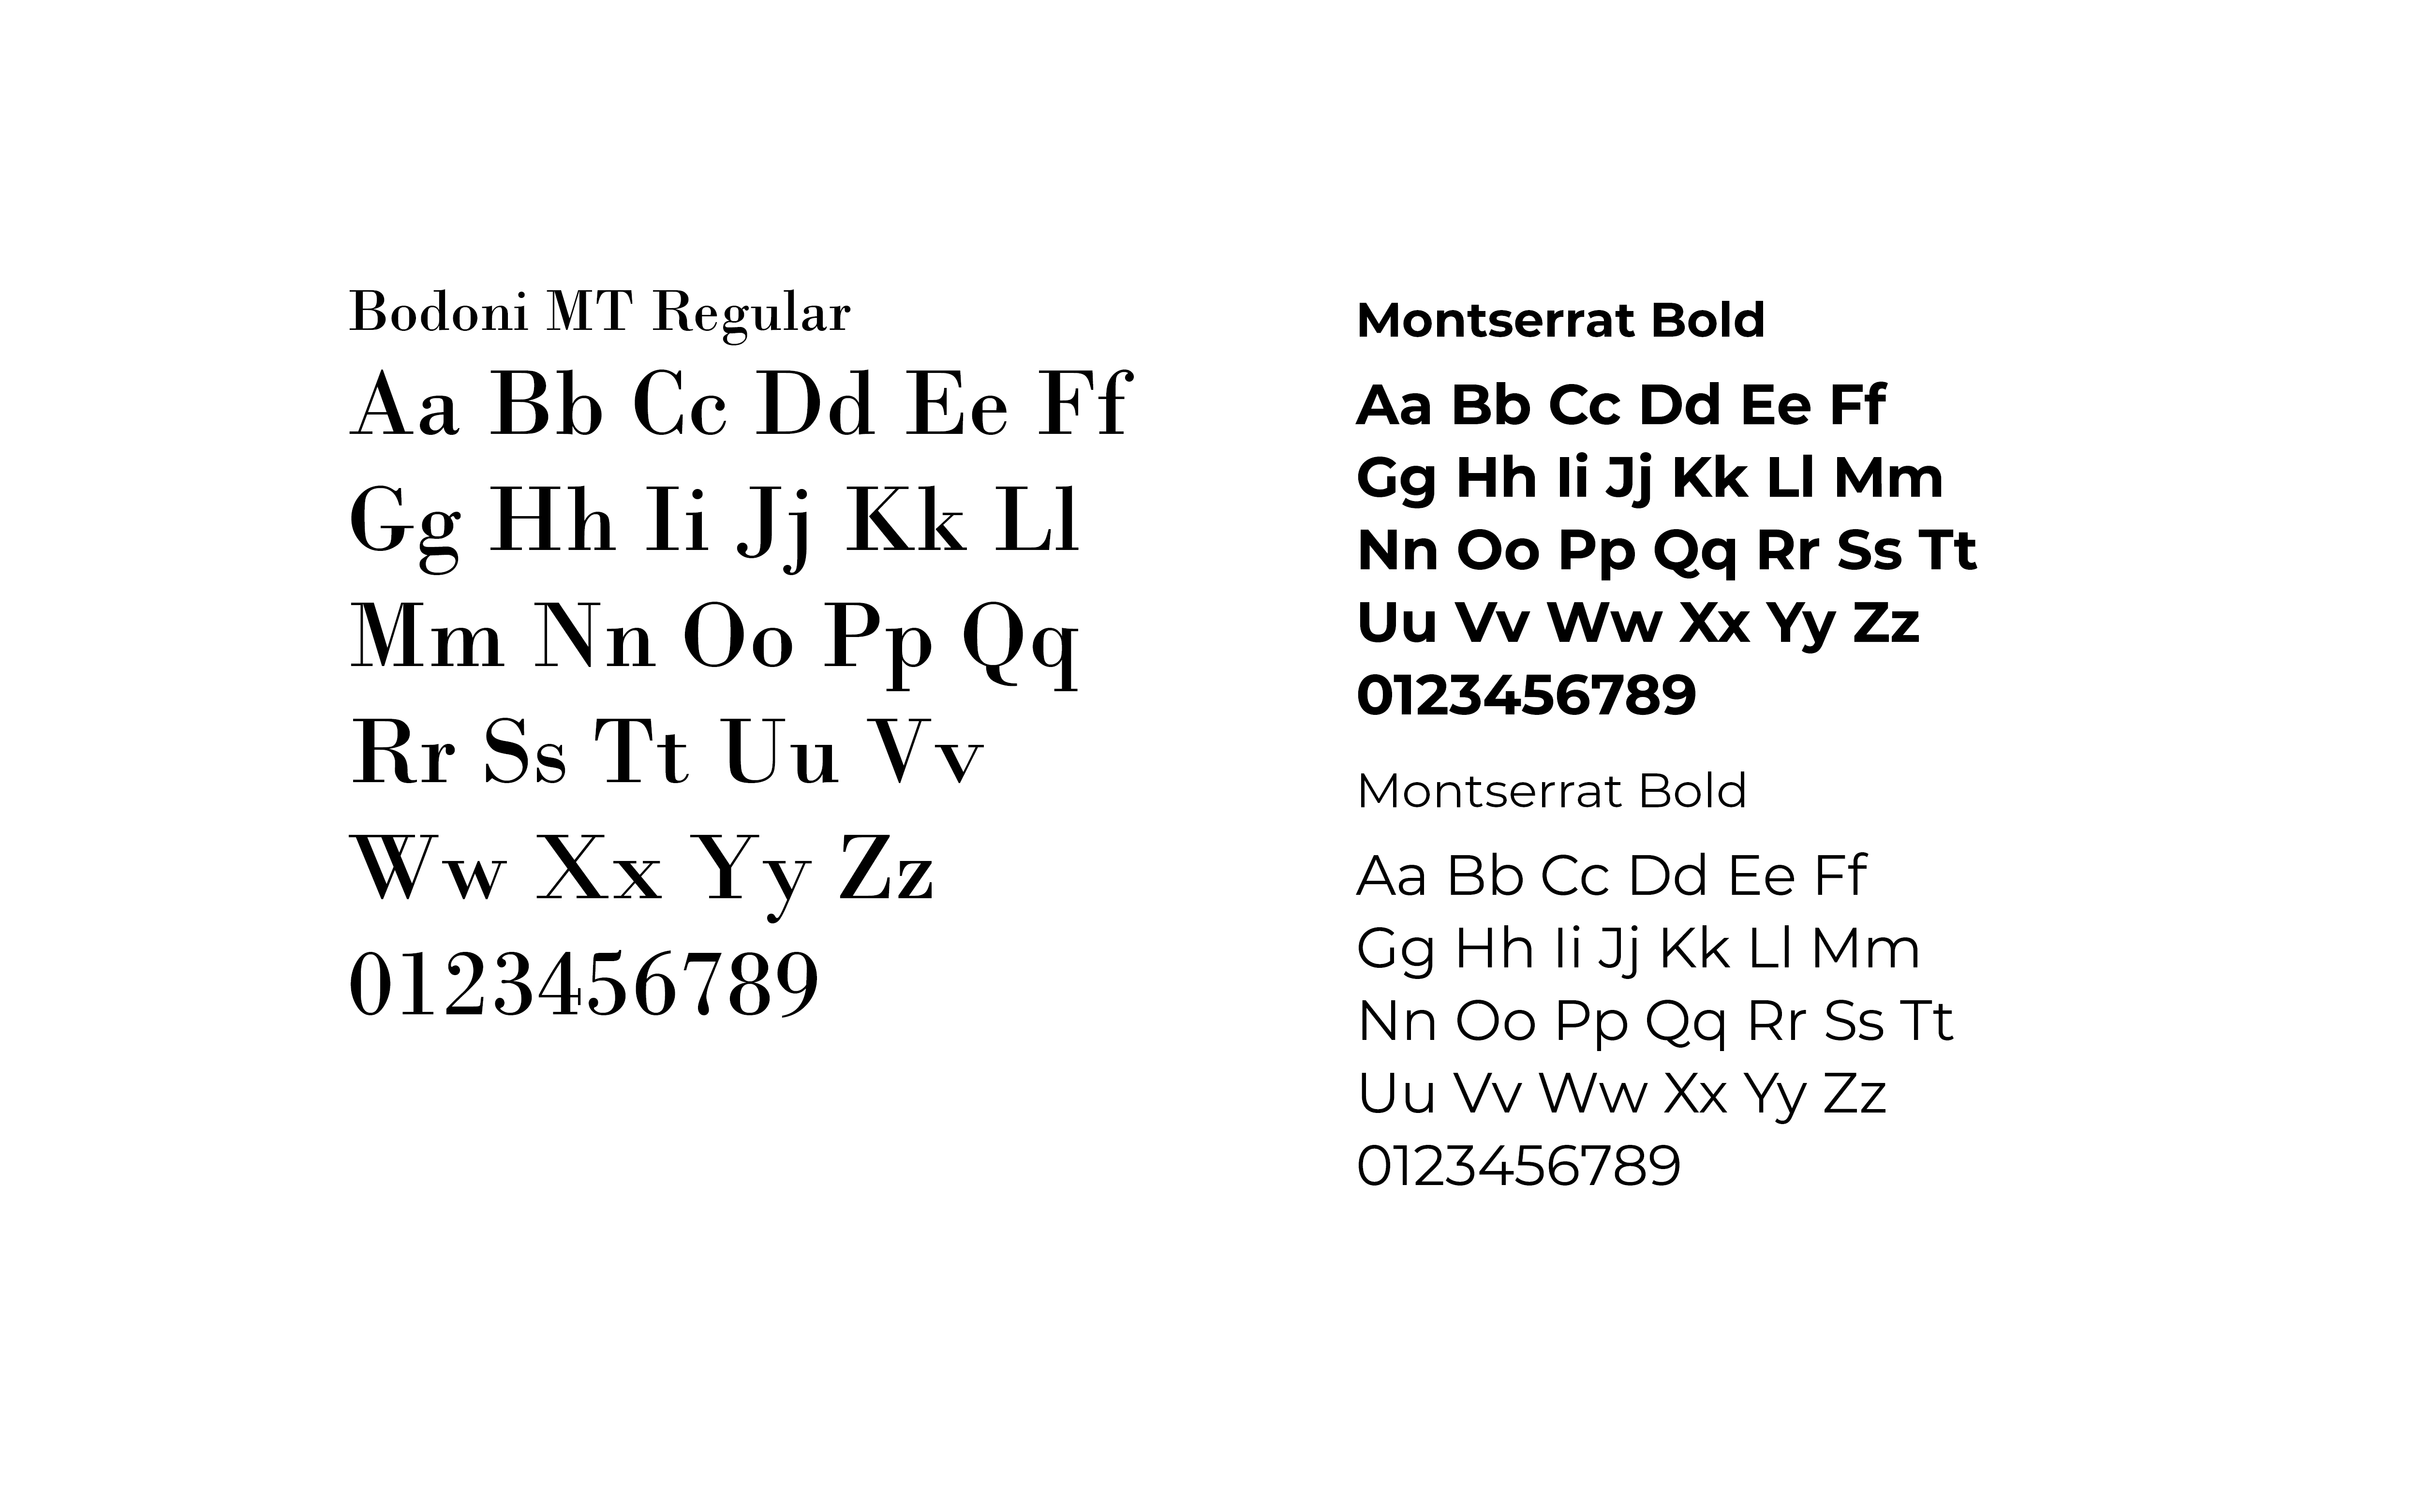 Bodoni MT Regular
Aa Bb Cc Dd Ee Ff
Gg Hh Ii Jj Kk Ll
Mm Nn Oo Pp Qq
Rr Ss Tt Uu Vv
Ww Xx Yy Zz
0123456789
Montserrat Bold
Aa Bb Cc Dd Ee Ff
Gg Hh Ii Jj Kk Ll Mm
Nn Oo Pp Qq Rr Ss Tt
Uu Vv Ww Xx Yy Zz
0123456789
Montserrat Bold
Aa Bb Cc Dd Ee Ff
Gg Hh Ii Jj Kk Ll Mm
Nn Oo Pp Qq Rr Ss Tt
Uu Vv Ww Xx Yy Zz
0123456789